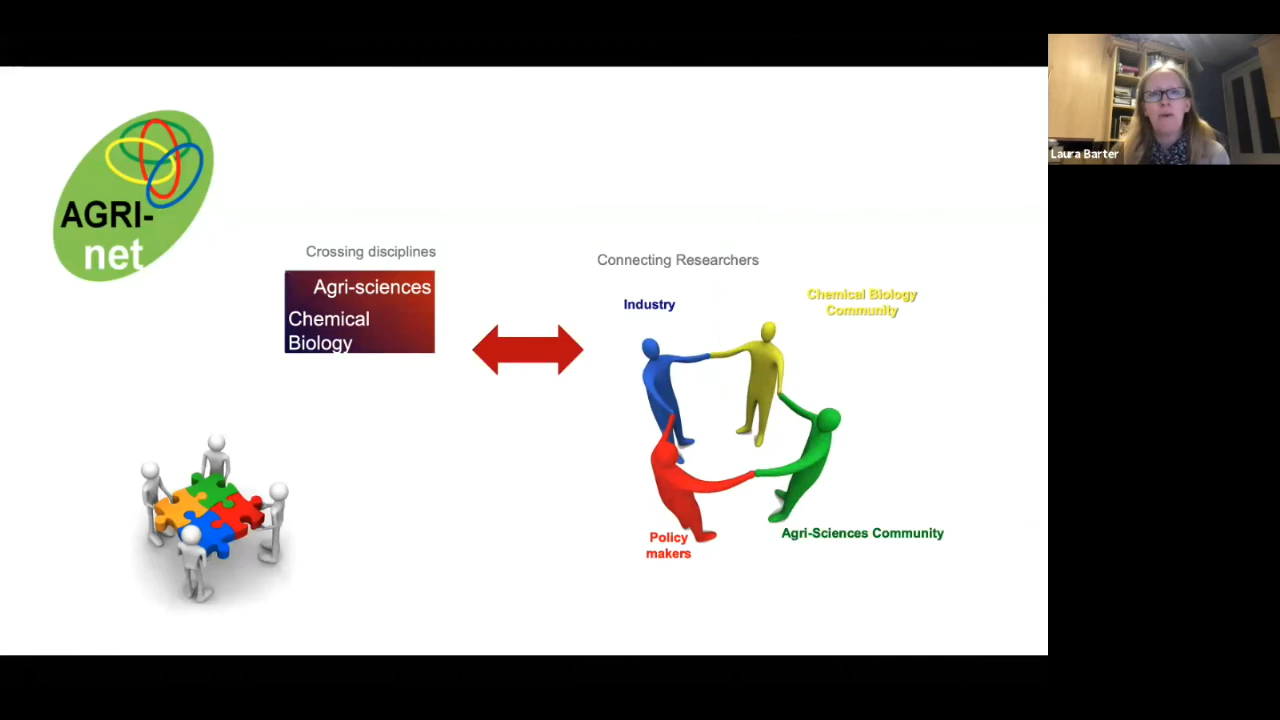 AGRI-
net
Crossing disciplines
Agri-sciences
Chemical
Biology
Connecting Researchers
Industry
Chemical Biology
Community
Policy
makers
Agri-Sciences Community
Laura Barter